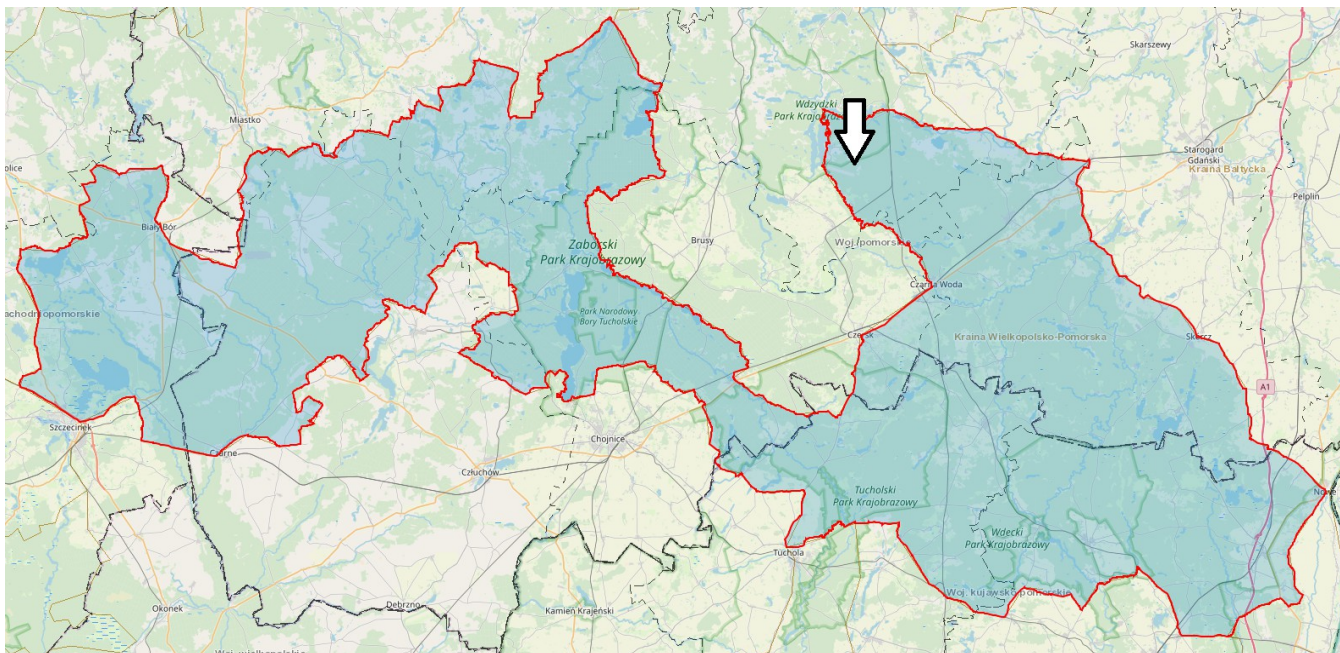 Skarszewy
Wdzydzki
Park Krajobrazowy
Miastko
Starogard
Gdański
Kraina Bałtycka
Pelplin
Biały Bór
Zaborski
Park Krajobrazowy
Brusy
Woj. pomorskie
Czarna Woda
Park Narodowy
Bory Tucholskie
Czersk
Kraina Wielkopolsko-Pomorska
Skórcz
A1
Szczecinek
Czarne
Chojnice
Człuchów
Tucholski
Park Krajobrazowy
Wdecki
Park Krajobrazowy
Tuchola
Woj. kujawsko-pomorskie
Okonek
Debrzno
Kamień Krajeński